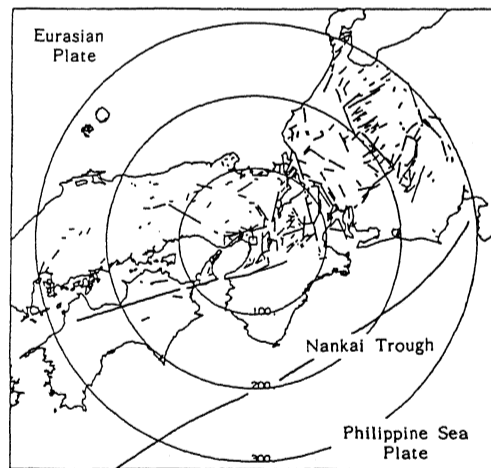 Eurasian
Plate
100
Nankai Trough
200
Philippine Sea
Plate
300